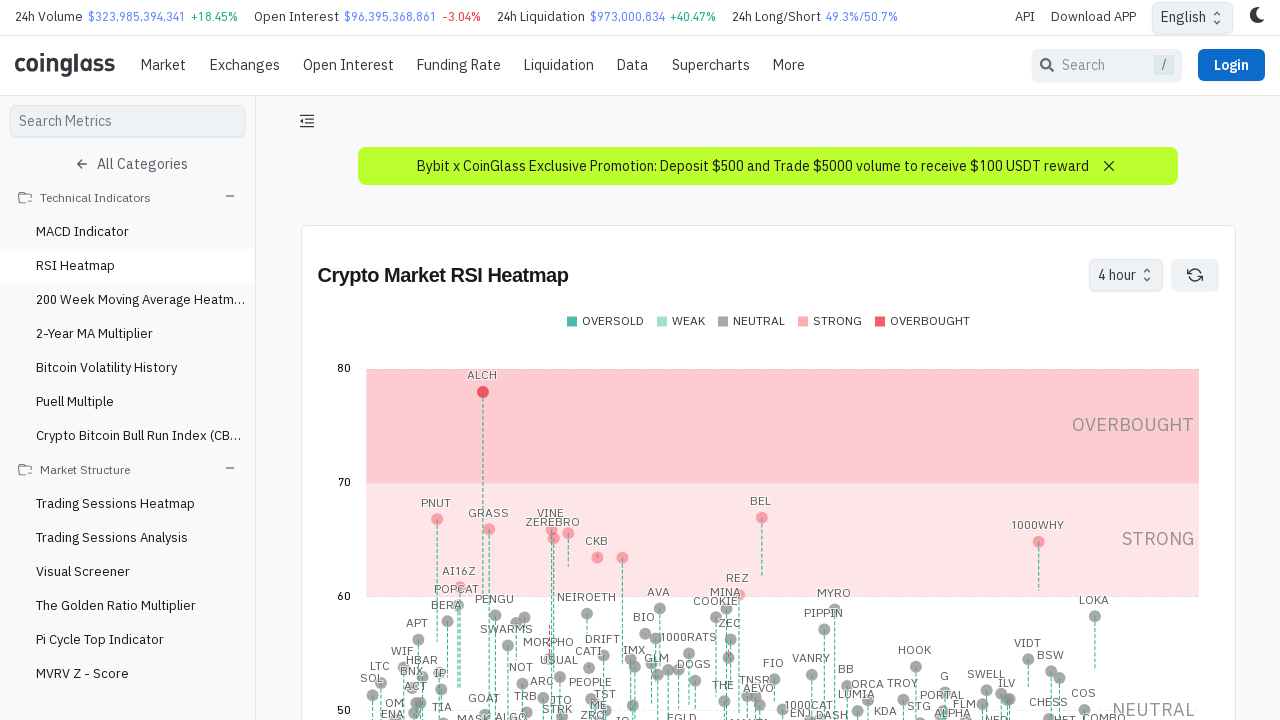 24h Volume $323,985,394,341 +18.45% Open Interest $96,395,368,861 -3.04% 24h Liquidation $973,000,834 +40.47% 24h Long/Short 49.3%/50.7% API Download APP English
coinglass Market Exchanges Open Interest Funding Rate Liquidation Data Supercharts More Search / Login
Search Metrics
All Categories
Technical Indicators
MACD Indicator
RSI Heatmap
200 Week Moving Average Heatm...
2-Year MA Multiplier
Bitcoin Volatility History
Puell Multiple
Crypto Bitcoin Bull Run Index (CB...
Market Structure
Trading Sessions Heatmap
Trading Sessions Analysis
Visual Screener
The Golden Ratio Multiplier
Pi Cycle Top Indicator
MVRV Z - Score
Bybit x CoinGlass Exclusive Promotion: Deposit $500 and Trade $5000 volume to receive $100 USDT reward
Crypto Market RSI Heatmap
4 hour
OVERSOLD WEAK NEUTRAL STRONG OVERBOUGHT
80
ALCH
OVERBOUGHT
70
PNUT
BEL
GRASS
VINE
ZEREBRO
1000WHY
CKB
STRONG
AI16Z
REZ
POPCAT
AVA
MINA
MYRO
60
PENGU
NEIROETH
COOKIE
LOKA
BERA
PIPPIN
BIO
APT
SWARMS
ZEC
1000RATS
MORPHO
DRIFT
VIDT
WIF
CATI
IMX
HOOK
BSW
HBAR
USUAL
GLM
VANRY
LTC
NOT
DOGS
FIO
BB
BNX
IP
SOL
ARC
PEOPLE
TNSR
ORCA
TROY
G
SWELL
ILV
ACT
THE
AEVO
GOAT
TRB
JTO
TST
LUMIA
PORTAL
COS
OM
TIA
STRK
ME
1000CAT
STG
FLM
CHESS
50
ENA
ZRO
KDA
ALPHA
NEUTRAL
MASK
ALGO
EGLD
DASH
COMBO